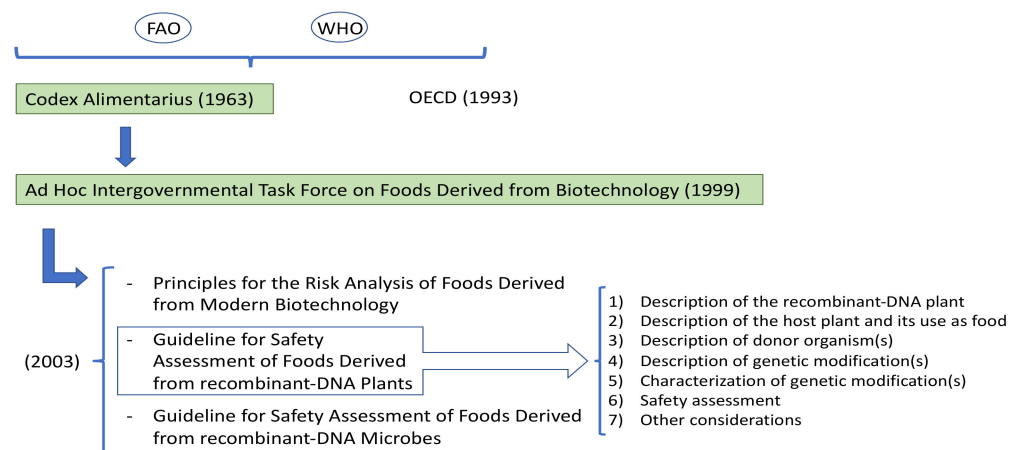 FAO
WHO
Codex Alimentarius (1963)
OECD (1993)
Ad Hoc Intergovernmental Task Force on Foods Derived from Biotechnology (1999)
(2003)
- Principles for the Risk Analysis of Foods Derived
from Modern Biotechnology
- Guideline for Safety
Assessment of Foods Derived
from recombinant-DNA Plants
- Guideline for Safety Assessment of Foods Derived
from recombinant-DNA Microbes
1) Description of the recombinant-DNA plant
2) Description of the host plant and its use as food
3) Description of donor organism(s)
4) Description of genetic modification(s)
5) Characterization of genetic modification(s)
6) Safety assessment
7) Other considerations